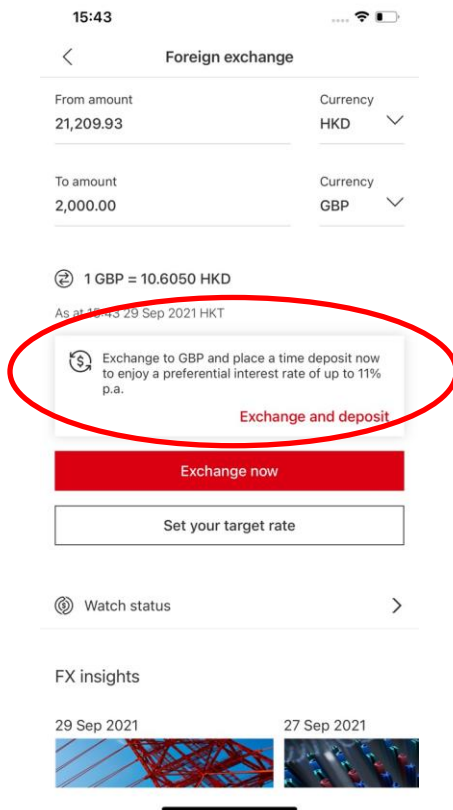 15:43
Foreign exchange
From amount
Currency
21,209.93
HKD
To amount
Currency
2,000.00
GBP
1 GBP = 10.6050 HKD
As at 15:43 29 Sep 2021 HKT
Exchange to GBP and place a time deposit now
to enjoy a preferential interest rate of up to 11%
p.a.
Exchange and deposit
Exchange now
Set your target rate
Watch status
FX insights
29 Sep 2021
27 Sep 2021